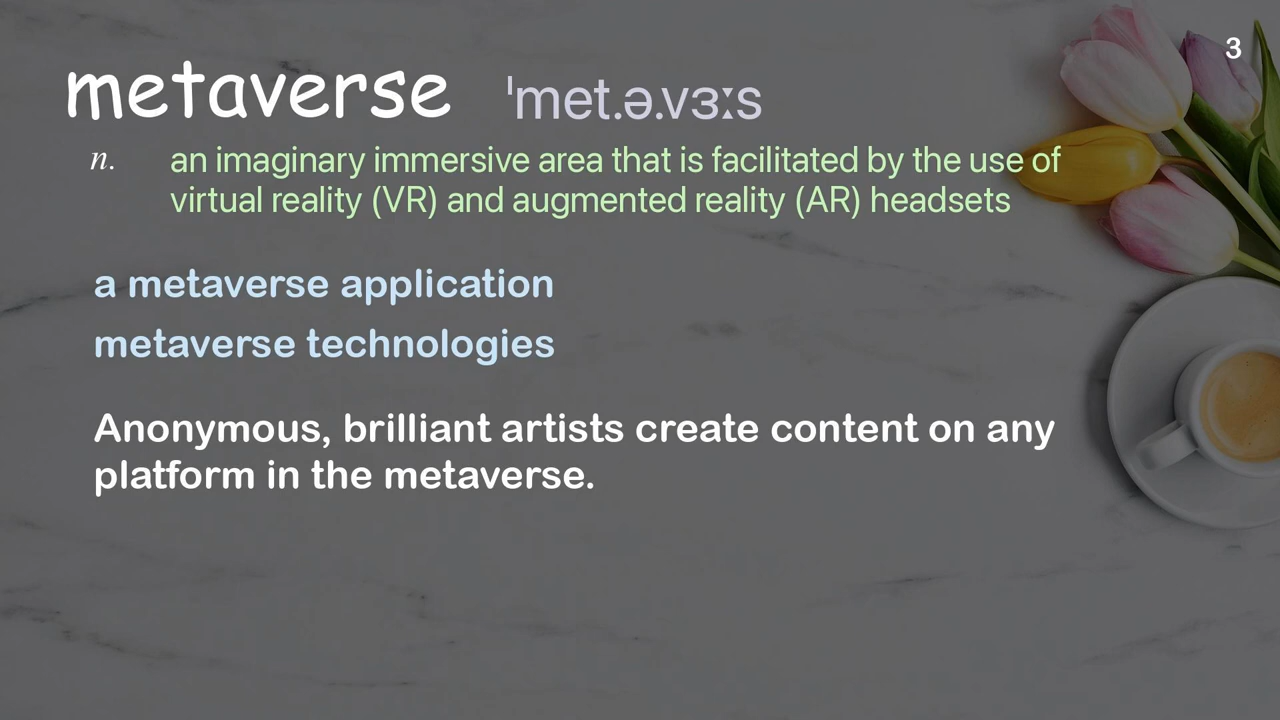 3
metaverse ˈmet.ə.vɜːs
n. an imaginary immersive area that is facilitated by the use of
virtual reality (VR) and augmented reality (AR) headsets
a metaverse application
metaverse technologies
Anonymous, brilliant artists create content on any
platform in the metaverse.